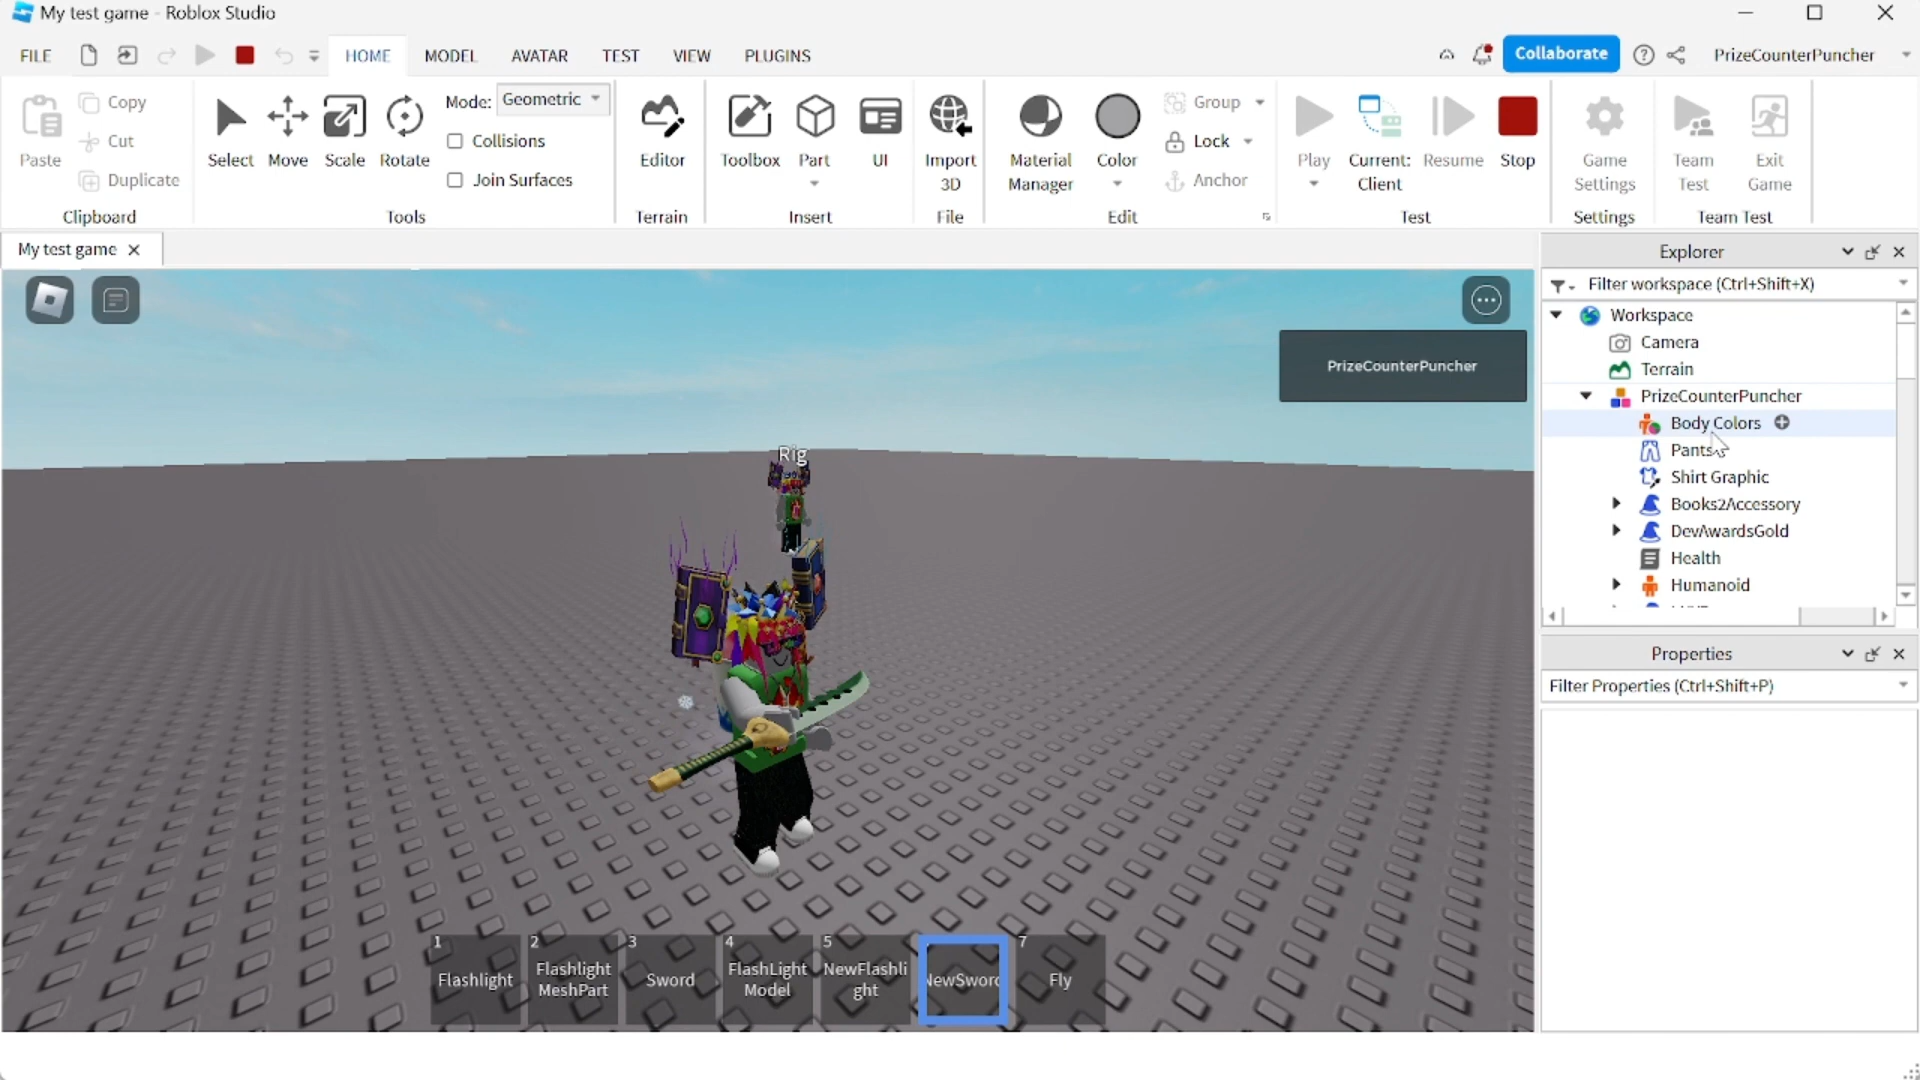 My test game - Roblox Studio
FILE HOME MODEL AVATAR TEST VIEW PLUGINS Collaborate PrizeCounterPuncher
Paste
Copy
Cut
Duplicate
Clipboard
Select Move Scale Rotate
Mode: Geometric
Collisions
Join Surfaces
Tools
Editor
Terrain
Toolbox Part UI
Insert
Import
3D
File
Material
Manager
Color
Group
Lock
Anchor
Edit
Play
Current:
Client
Resume Stop
Test
Game
Settings
Settings
Team
Test
Exit
Game
Team Test
My test game
PrizeCounterPuncher
Rig
1
Flashlight
2
Flashlight
MeshPart
3
Sword
4
FlashLight
Model
5
NewFlashli
ght
NewSword
7
Fly
Explorer
Filter workspace (Ctrl+Shift+X)
Workspace
Camera
Terrain
PrizeCounterPuncher
Body Colors
Pants
Shirt Graphic
Books2Accessory
DevAwardsGold
Health
Humanoid
Properties
Filter Properties (Ctrl+Shift+P)